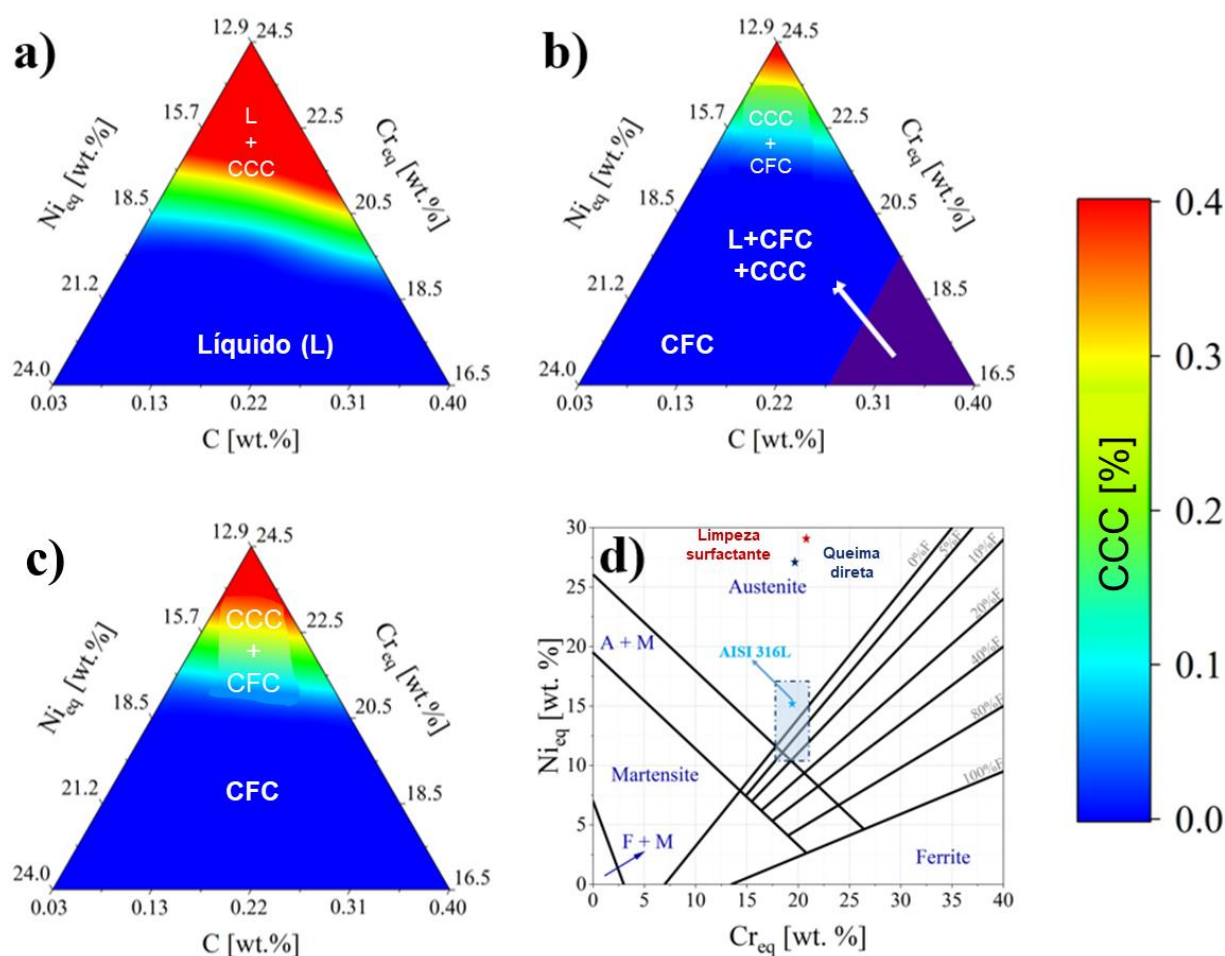 a)
12.9
24.5
15.7
22.5
Ni_eq [wt.%]
Cr_eq [wt.%]
L
+
CCC
18.5
20.5
21.2
18.5
Líquido (L)
24.0
16.5
0.03
0.13
0.22
0.31
0.40
C [wt.%]
b)
12.9
24.5
15.7
22.5
Ni_eq [wt.%]
Cr_eq [wt.%]
CCC
+
CFC
18.5
20.5
L+CFC
+CCC
21.2
18.5
CFC
24.0
16.5
0.03
0.13
0.22
0.31
0.40
C [wt.%]
c)
12.9
24.5
15.7
22.5
Ni_eq [wt.%]
Cr_eq [wt.%]
CCC
+
CFC
18.5
20.5
CFC
21.2
18.5
24.0
16.5
0.03
0.13
0.22
0.31
0.40
C [wt.%]
d)
30
25
20
15
10
5
0
Ni_eq [wt. %]
Limpeza
surfactante
Queima
direta
Austenite
0%F
5%F
10%F
20%F
40%F
80%F
100%F
A + M
AISI 316L
Martensite
F + M
Ferrite
0
5
10
15
20
25
30
35
40
Cr_eq [wt. %]
0.4
0.3
0.2
0.1
0.0
CCC [%]